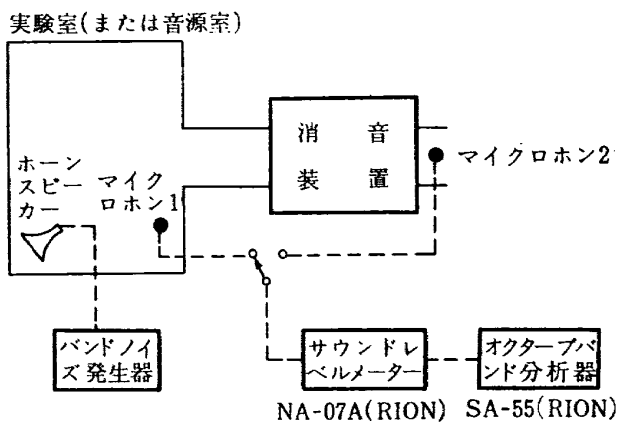 実験室(または音源室)
消音
装置
ホーン
スピー
カー
マイク
ロホン1
マイクロホン2
バンドノイ
ズ発生器
サウンドレ
ベルメーター
オクターブバ
ンド分析器
NA-07A(RION)
SA-55(RION)